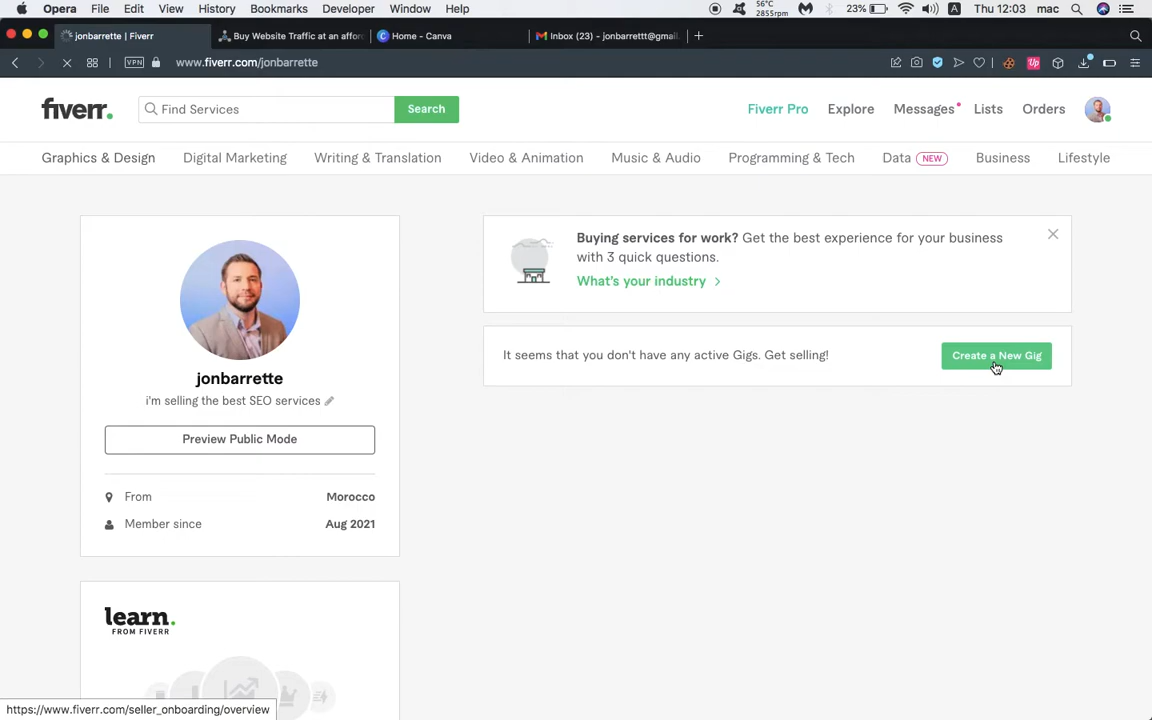 Opera File Edit View History Bookmarks Developer Window Help
56°C
2855rpm
23% A Thu 12:03 mac
jonbarrette | Fiverr
Buy Website Traffic at an affor
Home - Canva
Inbox (23) - jonbarrettt@gmail.
VPN www.fiverr.com/jonbarrette
Up
fiverr.
Find Services
Search
Fiverr Pro Explore Messages Lists Orders
Graphics & Design Digital Marketing Writing & Translation Video & Animation Music & Audio Programming & Tech Data NEW Business Lifestyle
Buying services for work? Get the best experience for your business
with 3 quick questions.
What's your industry >
It seems that you don't have any active Gigs. Get selling!
Create a New Gig
jonbarrette
i'm selling the best SEO services
Preview Public Mode
From Morocco
Member since Aug 2021
learn.
FROM FIVERR
https://www.fiverr.com/seller_onboarding/overview